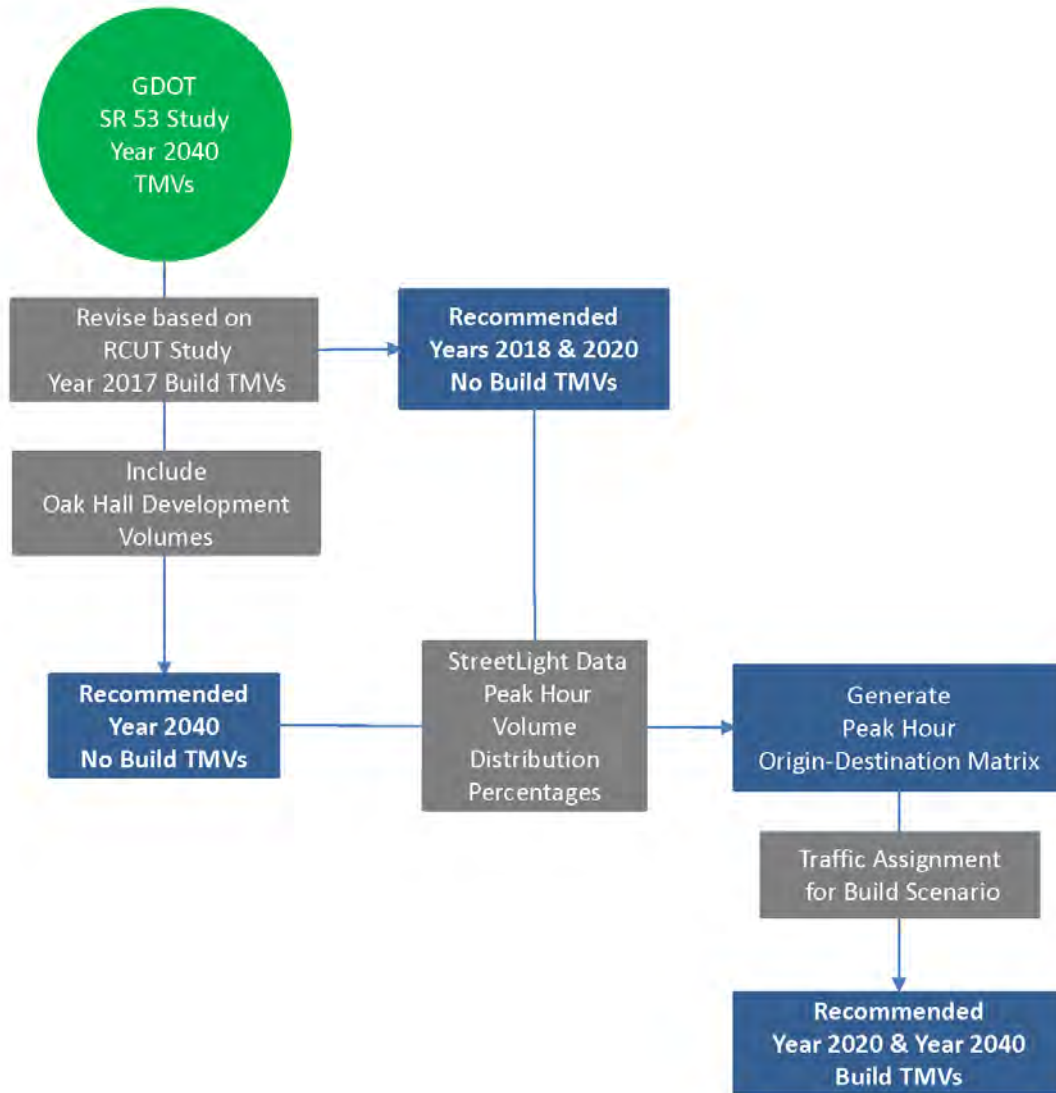 GDOT
SR 53 Study
Year 2040
TMVs
Revise based on
RCUT Study
Year 2017 Build TMVs
Recommended
Years 2018 & 2020
No Build TMVs
Include
Oak Hall Development
Volumes
Recommended
Year 2040
No Build TMVs
StreetLight Data
Peak Hour
Volume
Distribution
Percentages
Generate
Peak Hour
Origin-Destination Matrix
Traffic Assignment
for Build Scenario
Recommended
Year 2020 & Year 2040
Build TMVs